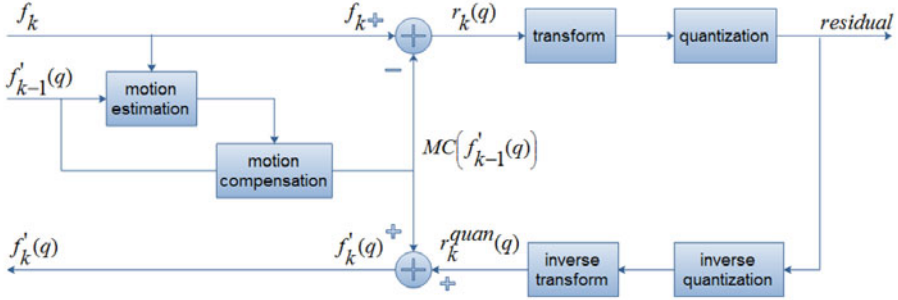 f_k f_k + r_k(q) transform quantization residual
−
f'_{k-1}(q) motion
estimation
motion
compensation
MC(f'_{k-1}(q))
f'_k(q) f'_k(q) + + r_k^{quan}(q) inverse
transform
inverse
quantization